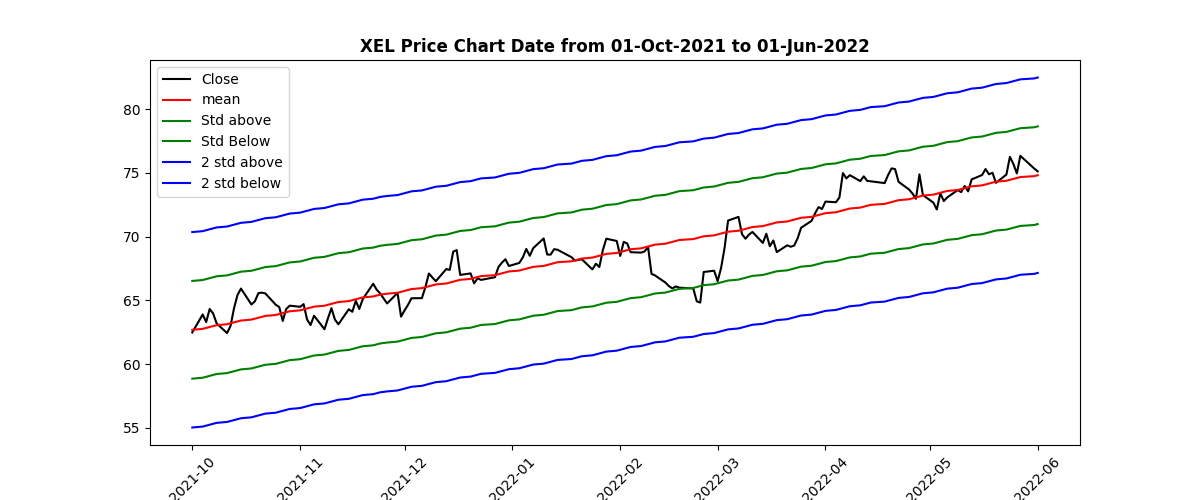 XEL Price Chart Date from 01-Oct-2021 to 01-Jun-2022
Close
mean
Std above
Std Below
2 std above
2 std below
80
75
70
65
60
55
2021-10
2021-11
2021-12
2022-01
2022-02
2022-03
2022-04
2022-05
2022-06